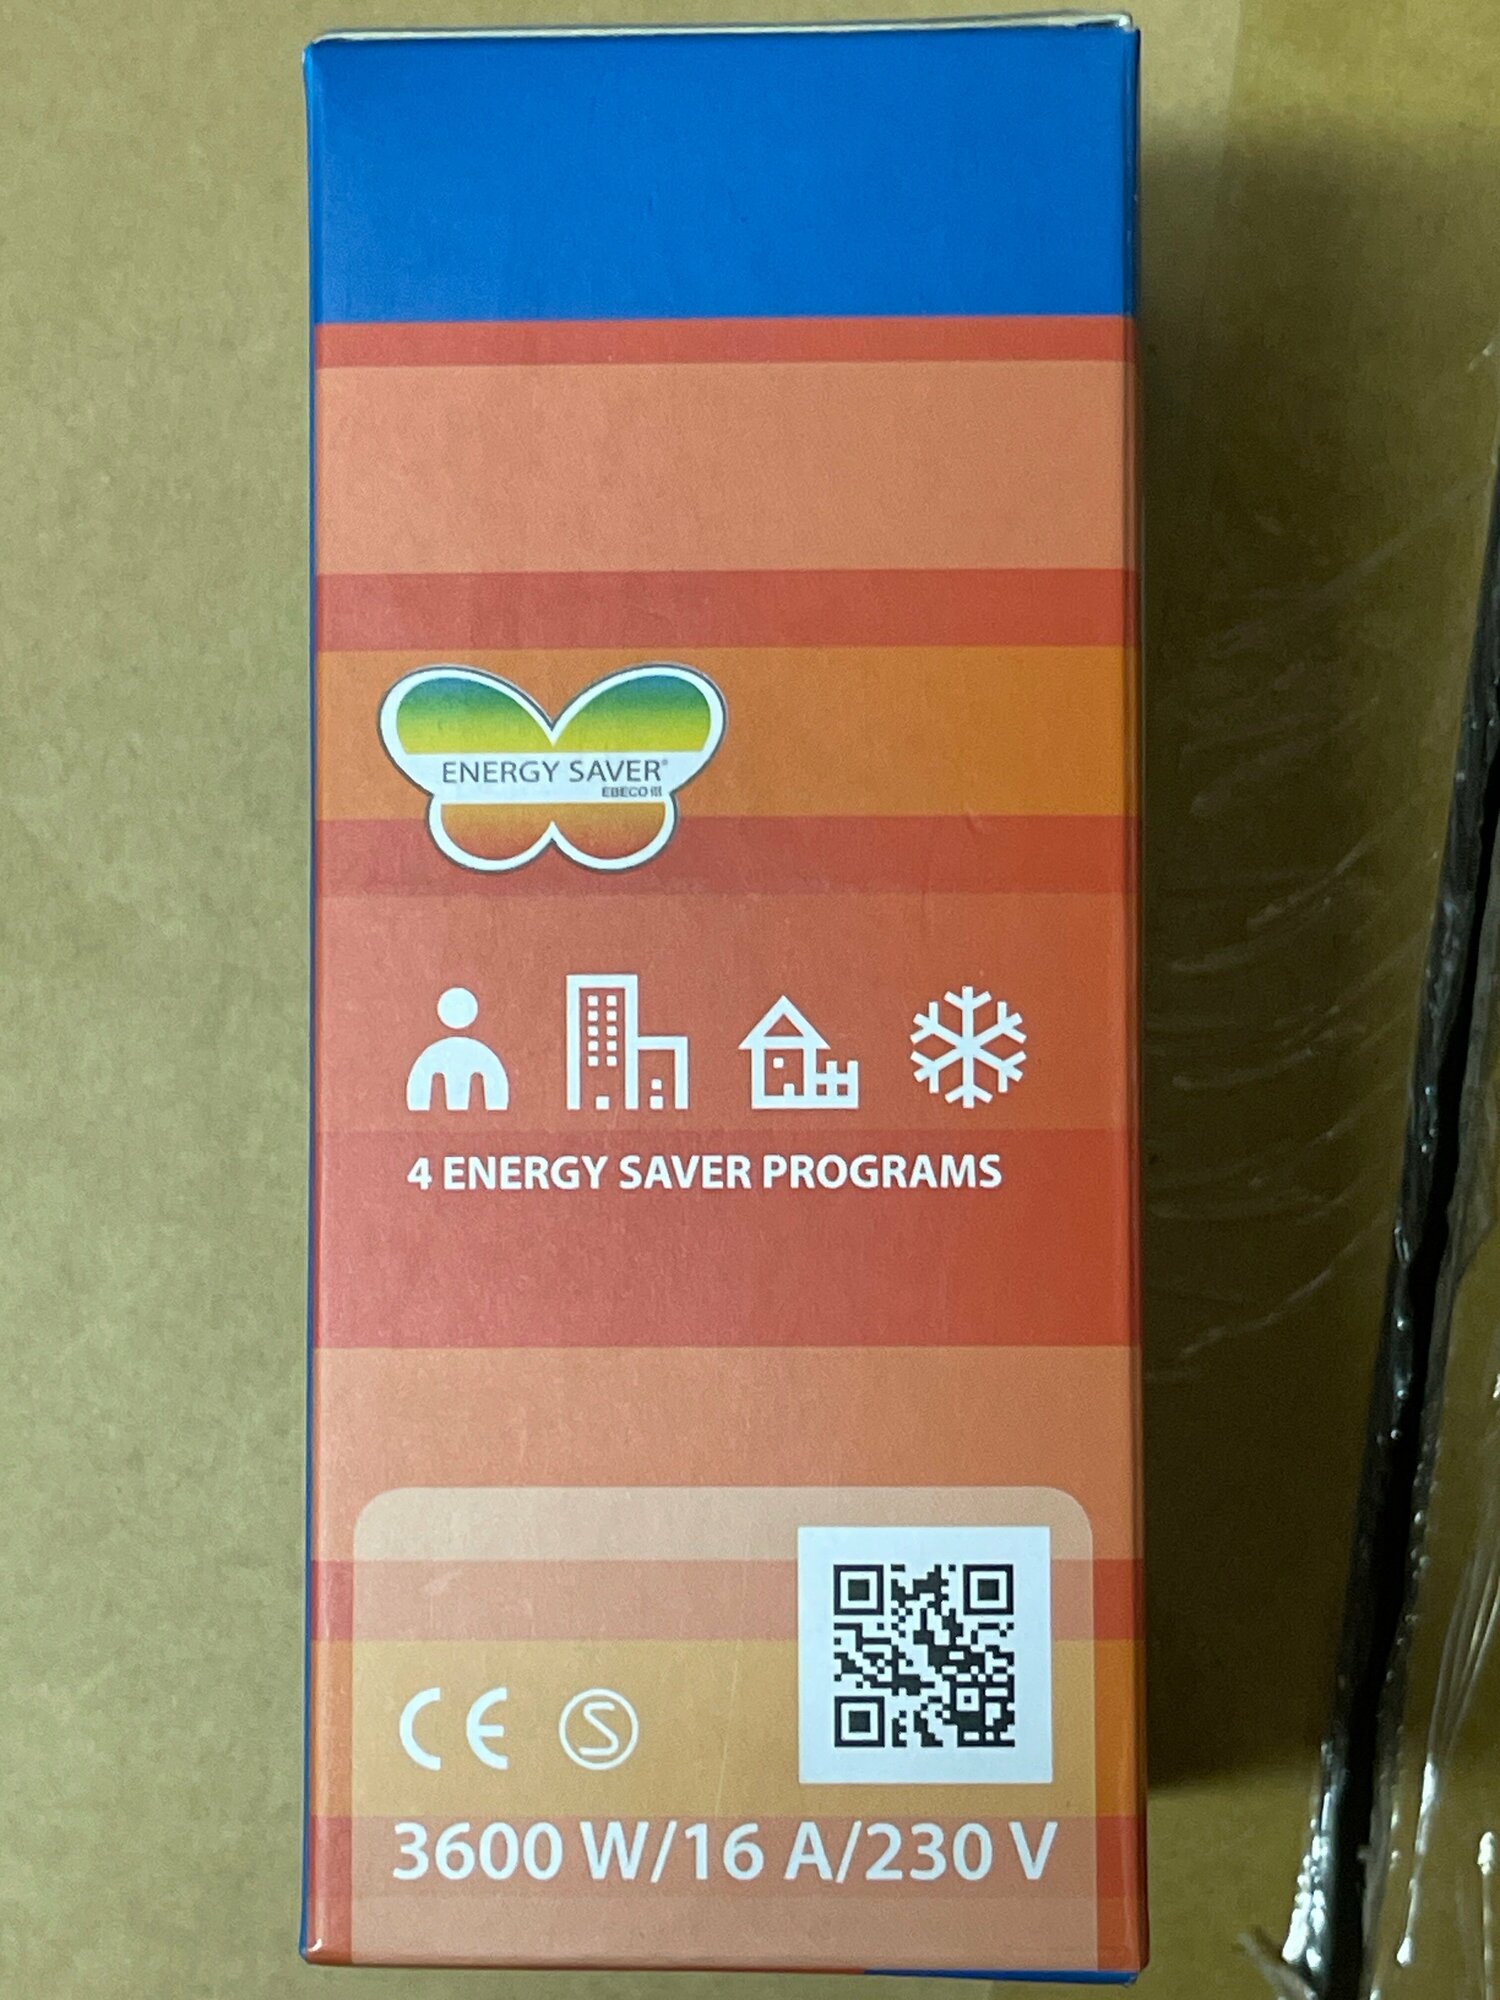 ENERGY SAVER®
EBECO
4 ENERGY SAVER PROGRAMS
CE S
3600 W/16 A/230 V